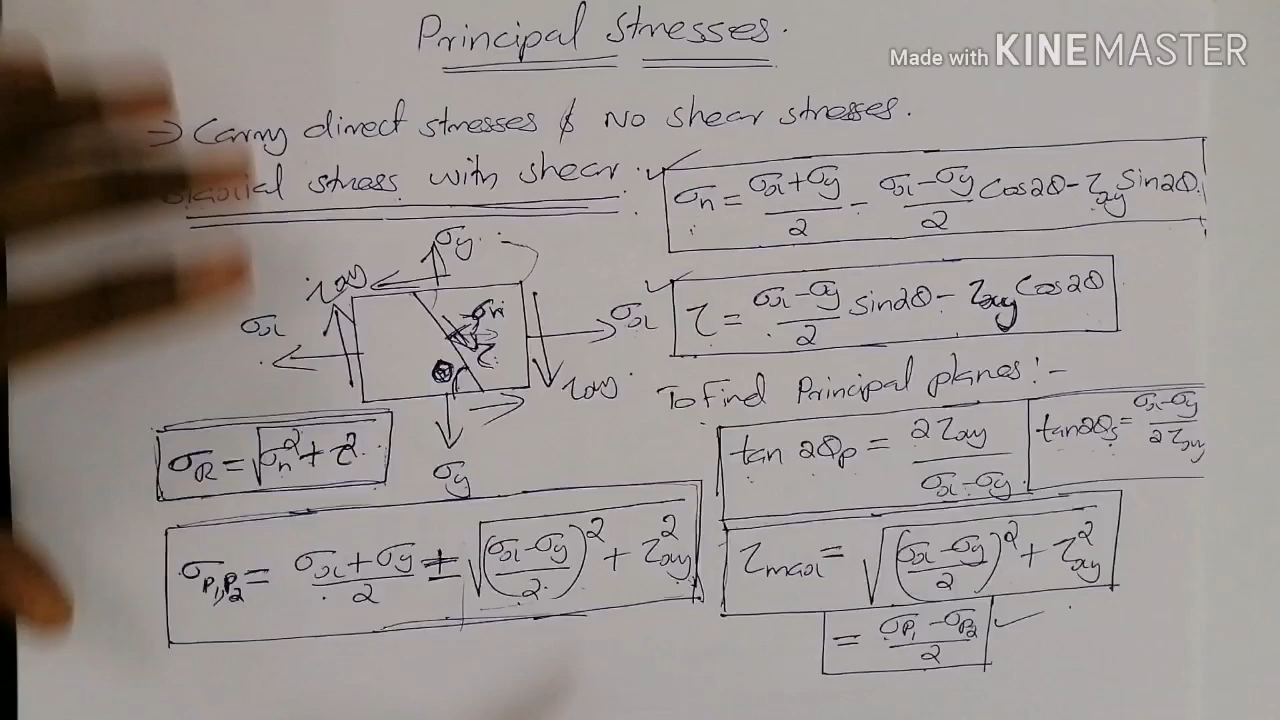 Principal stresses.
Made with KINEMASTER
→ Carry direct stresses & No shear stresses.
stress with shear.
σn = (σx+σy)/2 - (σx-σy)/2 Cos2θ - τxy Sin2θ.
σy
τxy
σx
σn
τ
σx
θ
τxy
σy
τ = (σx-σy)/2 sin2θ - τxy Cos2θ
To Find Principal planes:-
σR = √(σn² + τ²)
tan 2θp = 2τxy/(σx-σy)
tan2θs = (σx-σy)/2τxy
σP1,P2 = (σx+σy)/2 ± √(((σx-σy)/2)² + τxy²)
τmax = √(((σx-σy)/2)² + τxy²)
= (σP1 - σP2)/2